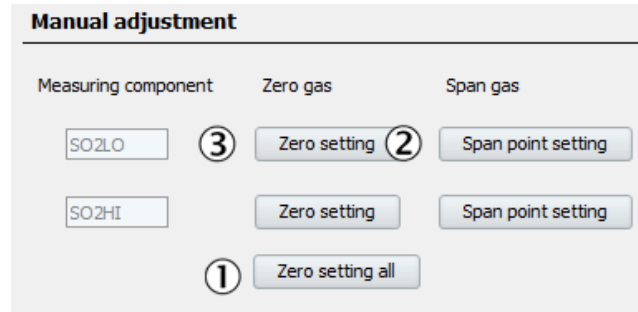 Manual adjustment
Measuring component Zero gas Span gas
SO2LO ③ Zero setting ② Span point setting
SO2HI Zero setting Span point setting
① Zero setting all